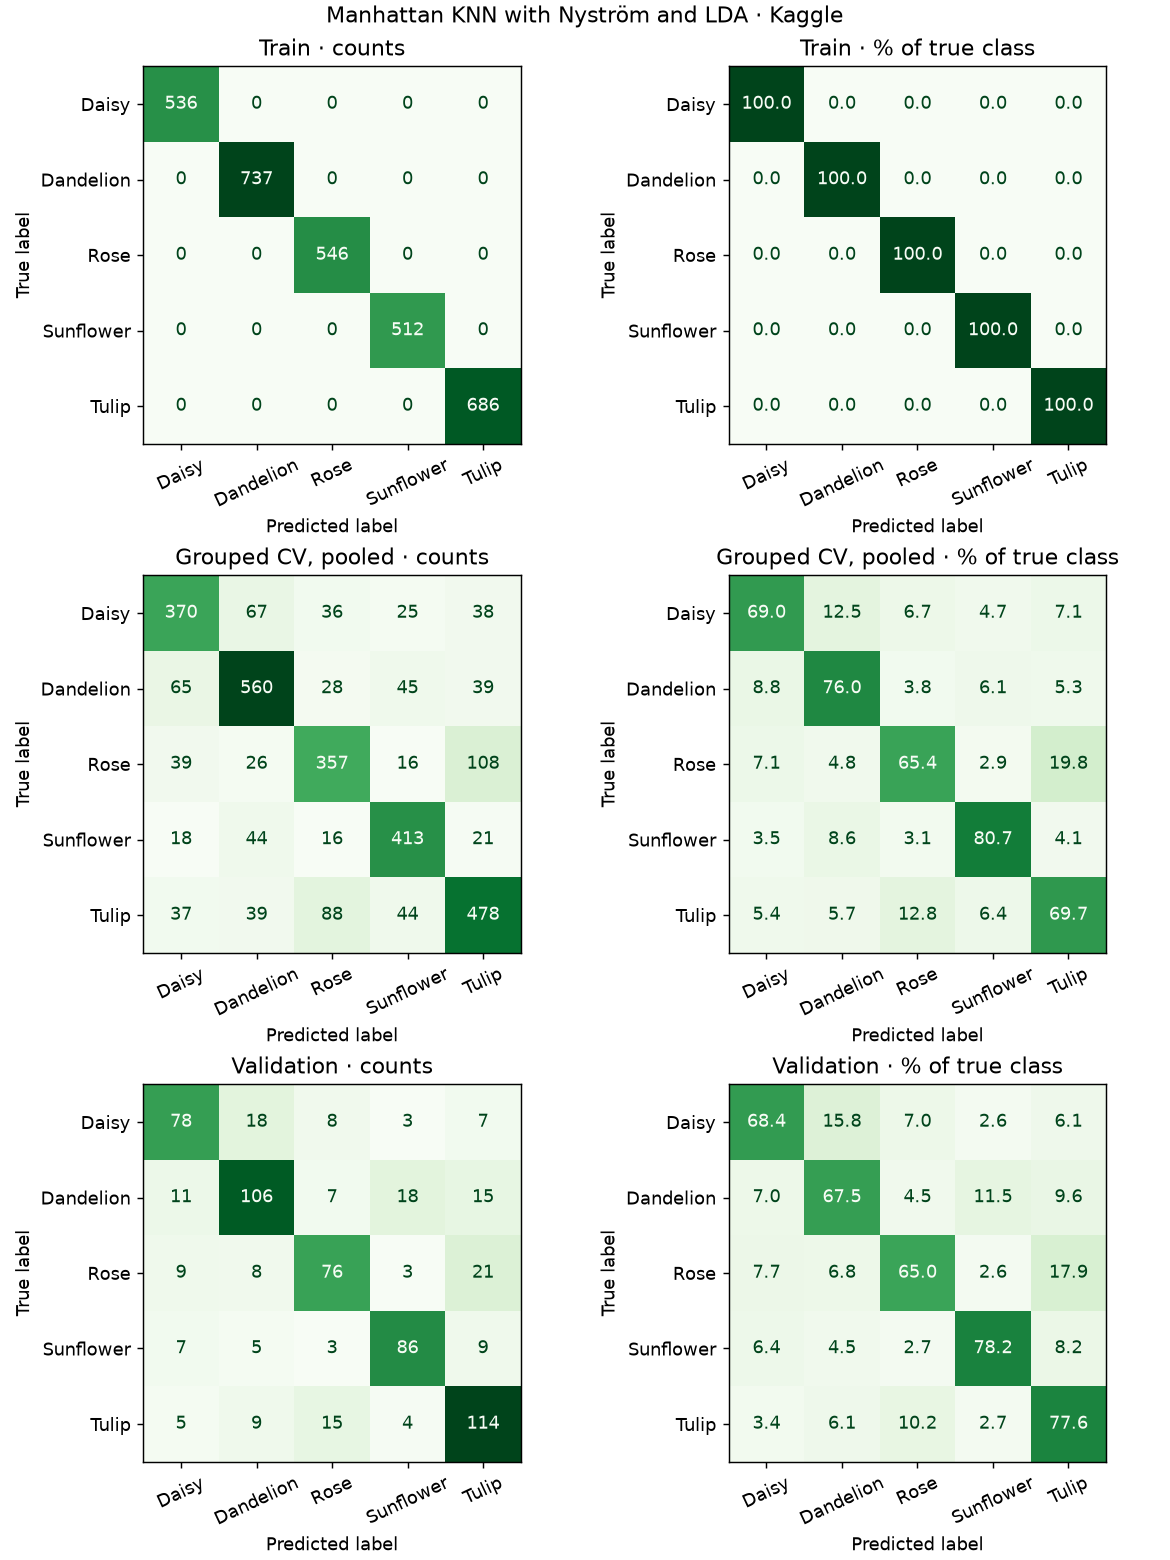 Manhattan KNN with Nyström and LDA · Kaggle
Train · counts
True label
Daisy 536 0 0 0 0
Dandelion 0 737 0 0 0
Rose 0 0 546 0 0
Sunflower 0 0 0 512 0
Tulip 0 0 0 0 686
Daisy Dandelion Rose Sunflower Tulip
Predicted label
Train · % of true class
True label
Daisy 100.0 0.0 0.0 0.0 0.0
Dandelion 0.0 100.0 0.0 0.0 0.0
Rose 0.0 0.0 100.0 0.0 0.0
Sunflower 0.0 0.0 0.0 100.0 0.0
Tulip 0.0 0.0 0.0 0.0 100.0
Daisy Dandelion Rose Sunflower Tulip
Predicted label
Grouped CV, pooled · counts
True label
Daisy 370 67 36 25 38
Dandelion 65 560 28 45 39
Rose 39 26 357 16 108
Sunflower 18 44 16 413 21
Tulip 37 39 88 44 478
Daisy Dandelion Rose Sunflower Tulip
Predicted label
Grouped CV, pooled · % of true class
True label
Daisy 69.0 12.5 6.7 4.7 7.1
Dandelion 8.8 76.0 3.8 6.1 5.3
Rose 7.1 4.8 65.4 2.9 19.8
Sunflower 3.5 8.6 3.1 80.7 4.1
Tulip 5.4 5.7 12.8 6.4 69.7
Daisy Dandelion Rose Sunflower Tulip
Predicted label
Validation · counts
True label
Daisy 78 18 8 3 7
Dandelion 11 106 7 18 15
Rose 9 8 76 3 21
Sunflower 7 5 3 86 9
Tulip 5 9 15 4 114
Daisy Dandelion Rose Sunflower Tulip
Predicted label
Validation · % of true class
True label
Daisy 68.4 15.8 7.0 2.6 6.1
Dandelion 7.0 67.5 4.5 11.5 9.6
Rose 7.7 6.8 65.0 2.6 17.9
Sunflower 6.4 4.5 2.7 78.2 8.2
Tulip 3.4 6.1 10.2 2.7 77.6
Daisy Dandelion Rose Sunflower Tulip
Predicted label